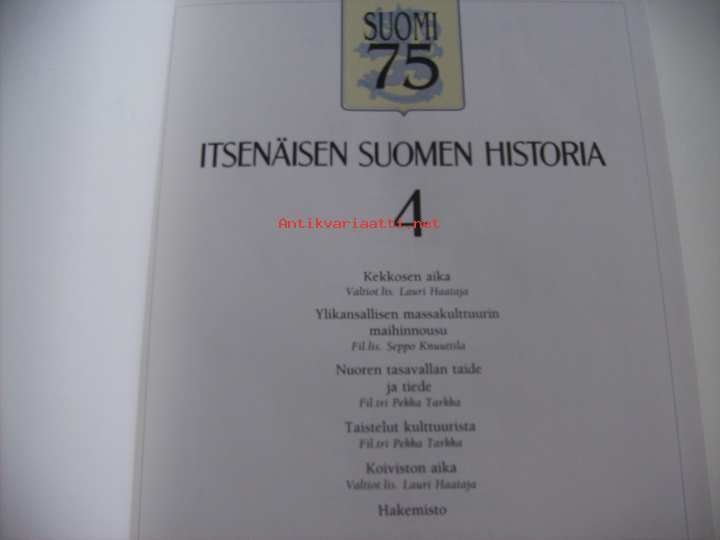 SUOMI
75
ITSENÄISEN SUOMEN HISTORIA
4
Antikvariaatti.net
Kekkosen aika
Valtiot.lis. Lauri Haataja
Ylikansallisen massakulttuurin
maihinnousu
Fil.lis. Seppo Knuuttila
Nuoren tasavallan taide
ja tiede
Fil.tri Pekka Tarkka
Taistelut kulttuurista
Fil.tri Pekka Tarkka
Koiviston aika
Valtiot.lis. Lauri Haataja
Hakemisto